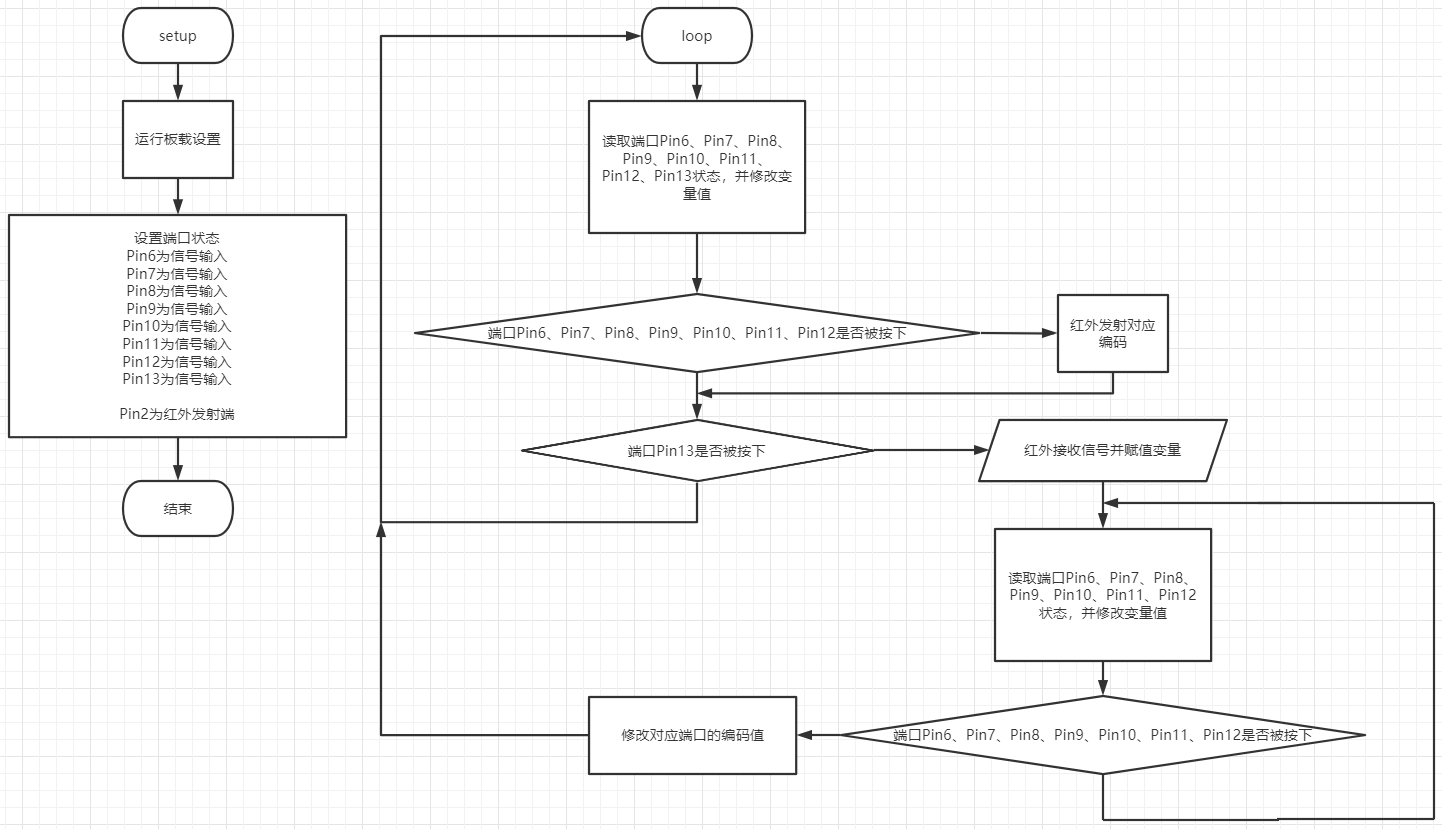 setup
运行板载设置
设置端口状态
Pin6为信号输入
Pin7为信号输入
Pin8为信号输入
Pin9为信号输入
Pin10为信号输入
Pin11为信号输入
Pin12为信号输入
Pin13为信号输入
Pin2为红外发射端
结束
loop
读取端口Pin6、Pin7、Pin8、
Pin9、Pin10、Pin11、
Pin12、Pin13状态，并修改变
量值
端口Pin6、Pin7、Pin8、Pin9、Pin10、Pin11、Pin12是否被按下
红外发射对应
编码
端口Pin13是否被按下
红外接收信号并赋值变量
读取端口Pin6、Pin7、Pin8、
Pin9、Pin10、Pin11、Pin12
状态，并修改变量值
端口Pin6、Pin7、Pin8、Pin9、Pin10、Pin11、Pin12是否被按下
修改对应端口的编码值